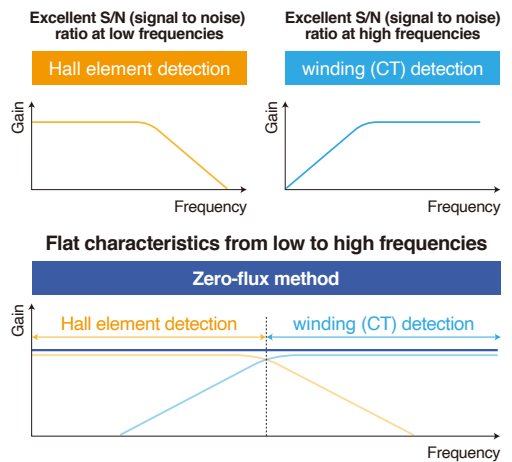 Excellent S/N (signal to noise)
ratio at low frequencies
Hall element detection
Gain
Frequency
Excellent S/N (signal to noise)
ratio at high frequencies
winding (CT) detection
Gain
Frequency
Flat characteristics from low to high frequencies
Zero-flux method
Gain
Hall element detection
winding (CT) detection
Frequency